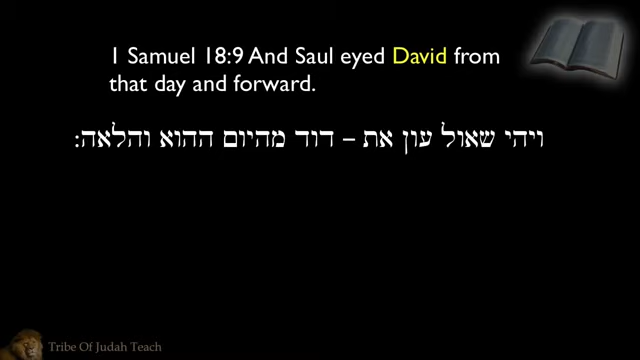 1 Samuel 18:9 And Saul eyed David from
that day and forward.
ויהי שאול עון את – דוד מהיום ההוא והלאה:
Tribe Of Judah Teach